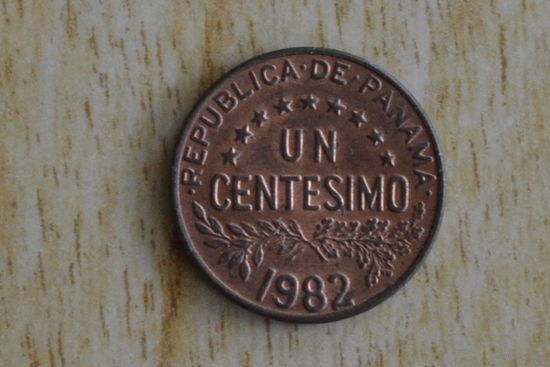 ·REPUBLICA·DE·PANAMA·
UN
CENTESIMO
1982